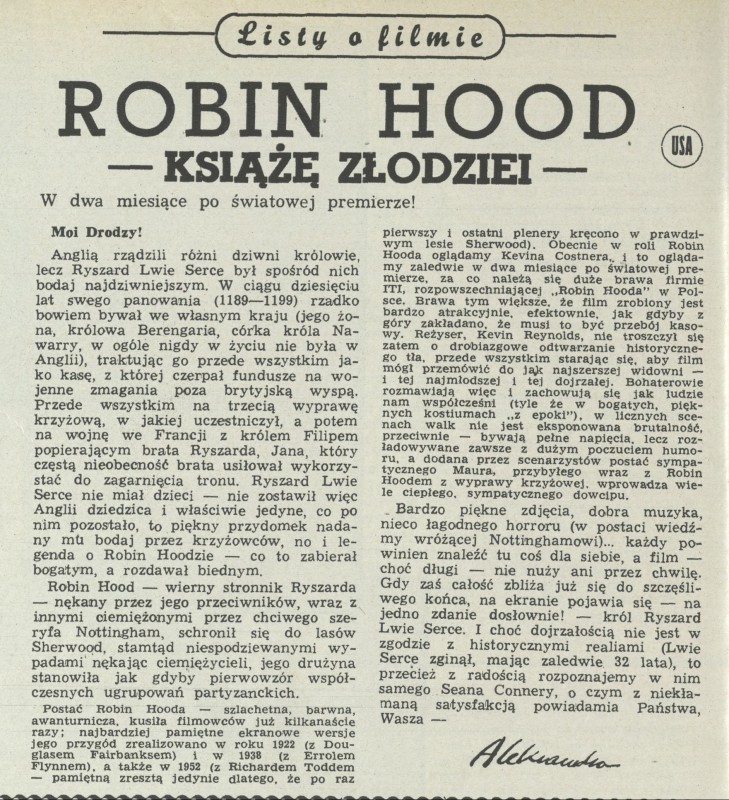 Listy o filmie
ROBIN HOOD
— KSIĄŻĘ ZŁODZIEI —
USA
W dwa miesiące po światowej premierze!
Moi Drodzy!
Anglią rządzili różni dziwni królowie,
lecz Ryszard Lwie Serce był spośród nich
bodaj najdziwniejszym. W ciągu dziesięciu
lat swego panowania (1189—1199) rzadko
bowiem bywał we własnym kraju (jego żo-
na, królowa Berengaria, córka króla Na-
warry, w ogóle nigdy w życiu nie była w
Anglii), traktując go przede wszystkim ja-
ko kasę, z której czerpał fundusze na wo-
jenne zmagania poza brytyjską wyspą.
Przede wszystkim na trzecią wyprawę
krzyżową, w jakiej uczestniczył, a potem
na wojnę we Francji z królem Filipem
popierającym brata Ryszarda, Jana, który
częstą nieobecność brata usiłował wykorzy-
stać do zagarnięcia tronu. Ryszard Lwie
Serce nie miał dzieci — nie zostawił więc
Anglii dziedzica i właściwie jedyne, co po
nim pozostało, to piękny przydomek nada-
ny mu bodaj przez krzyżowców, no i le-
genda o Robin Hoodzie — co to zabierał
bogatym, a rozdawał biednym.
Robin Hood — wierny stronnik Ryszarda
— nękany przez jego przeciwników, wraz z
innymi ciemiężonymi przez chciwego sze-
ryfa Nottingham, schronił się do lasów
Sherwood, stamtąd niespodziewanymi wy-
padami nękając ciemiężycieli, jego drużyna
stanowiła jak gdyby pierwowzór współ-
czesnych ugrupowań partyzanckich.
Postać Robin Hooda — szlachetna, barwna,
awanturnicza, kusiła filmowców już kilkanaście
razy; najbardziej pamiętne ekranowe wersje
jego przygód zrealizowano w roku 1922 (z Dou-
glasem Fairbanksem) i w 1938 (z Errolem
Flynnem), a także w 1952 (z Richardem Toddem
— pamiętną zresztą jedynie dlatego, że po raz
pierwszy i ostatni plenery kręcono w prawdzi-
wym lesie Sherwood). Obecnie w roli Robin
Hooda oglądamy Kevina Costnera, i to ogląda-
my zaledwie w dwa miesiące po światowej pre-
mierze, za co należą się duże brawa firmie
ITI, rozpowszechniającej „Robin Hooda" w Pol-
sce. Brawa tym większe, że film zrobiony jest
bardzo atrakcyjnie, efektownie, jak gdyby z
góry zakładano, że musi to być przebój kaso-
wy. Reżyser, Kevin Reynolds, nie troszczył się
zatem o drobiazgowe odtwarzanie historyczne-
go tła, przede wszystkim starając się, aby film
mógł przemówić do jak najszerszej widowni —
i tej najmłodszej i tej dojrzałej. Bohaterowie
rozmawiają więc i zachowują się jak ludzie
nam współcześni (tyle że w bogatych, pięk-
nych kostiumach „z epoki"), w licznych sce-
nach walk nie jest eksponowana brutalność,
przeciwnie — bywają pełne napięcia, lecz roz-
ładowywane zawsze z dużym poczuciem humo-
ru, a dodana przez scenarzystów postać sympa-
tycznego Maura, przybyłego wraz z Robin
Hoodem z wyprawy krzyżowej, wprowadza wie-
le ciepłego, sympatycznego dowcipu.
Bardzo piękne zdjęcia, dobra muzyka,
nieco łagodnego horroru (w postaci wiedź-
my wróżącej Nottinghamowi)... każdy po-
winien znaleźć tu coś dla siebie, a film —
choć długi — nie nuży ani przez chwilę.
Gdy zaś całość zbliża już się do szczęśli-
wego końca, na ekranie pojawia się — na
jedno zdanie dosłownie! — król Ryszard
Lwie Serce. I choć dojrzałością nie jest w
zgodzie z historycznymi realiami (Lwie
Serce zginął, mając zaledwie 32 lata), to
przecież z radością rozpoznajemy w nim
samego Seana Connery, o czym z niekła-
maną satysfakcją powiadamia Państwa,
Wasza —
Aleksandra